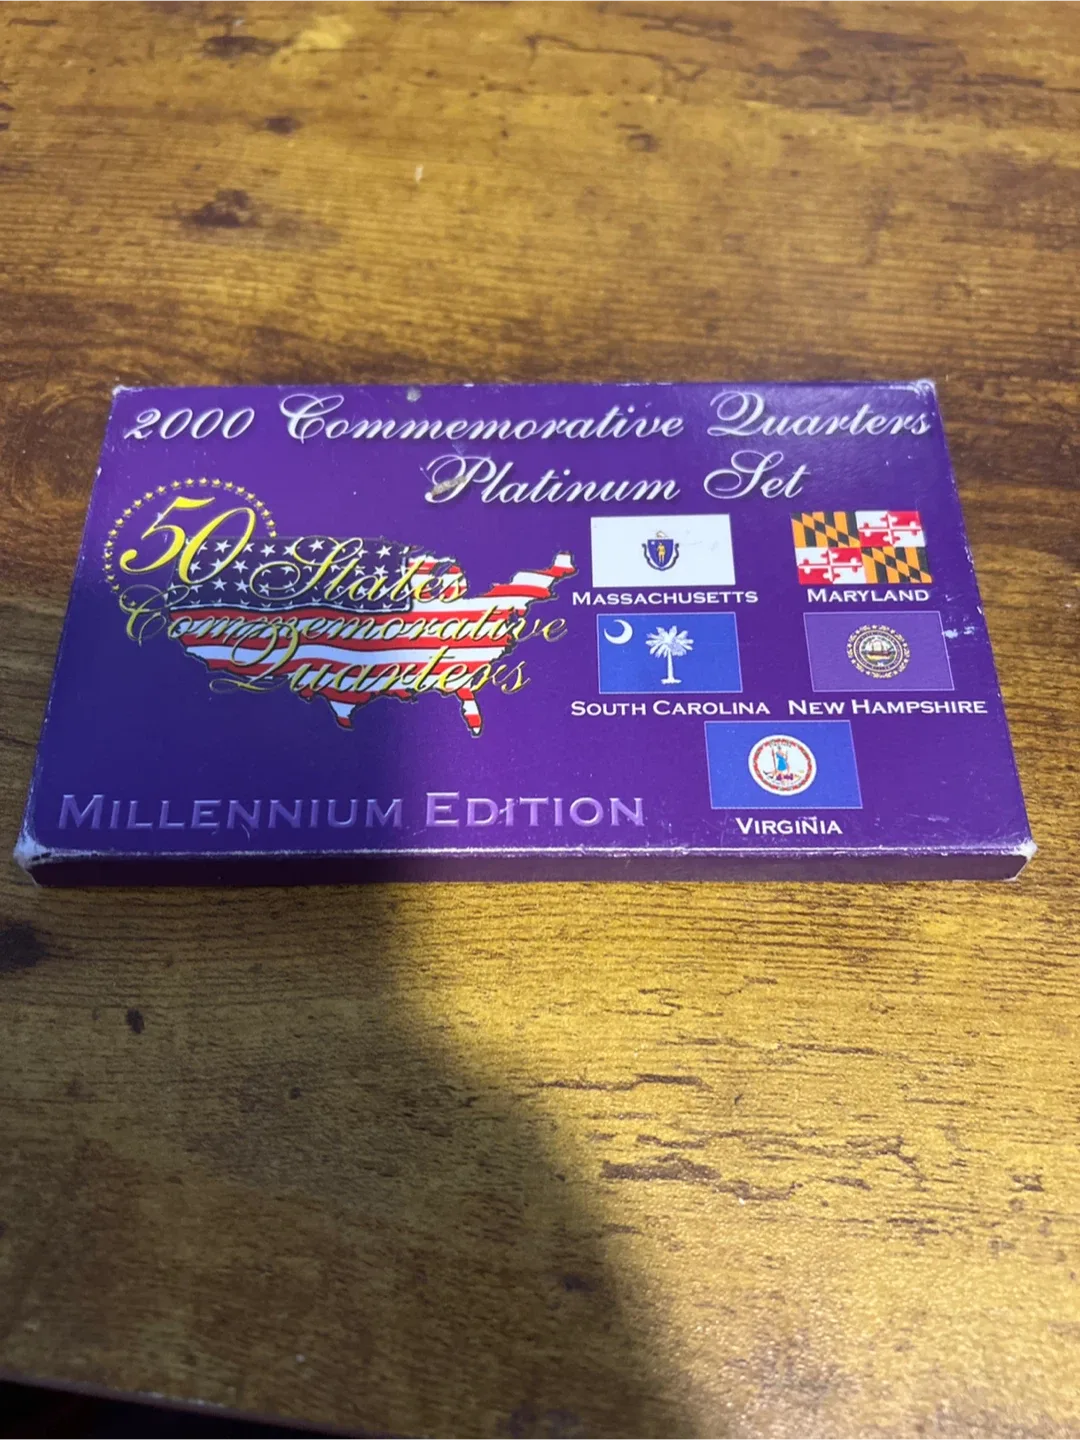 2000 Commemorative Quarters
Platinum Set
50 States
Commemorative
Quarters
MASSACHUSETTS
MARYLAND
SOUTH CAROLINA
NEW HAMPSHIRE
VIRGINIA
MILLENNIUM EDITION